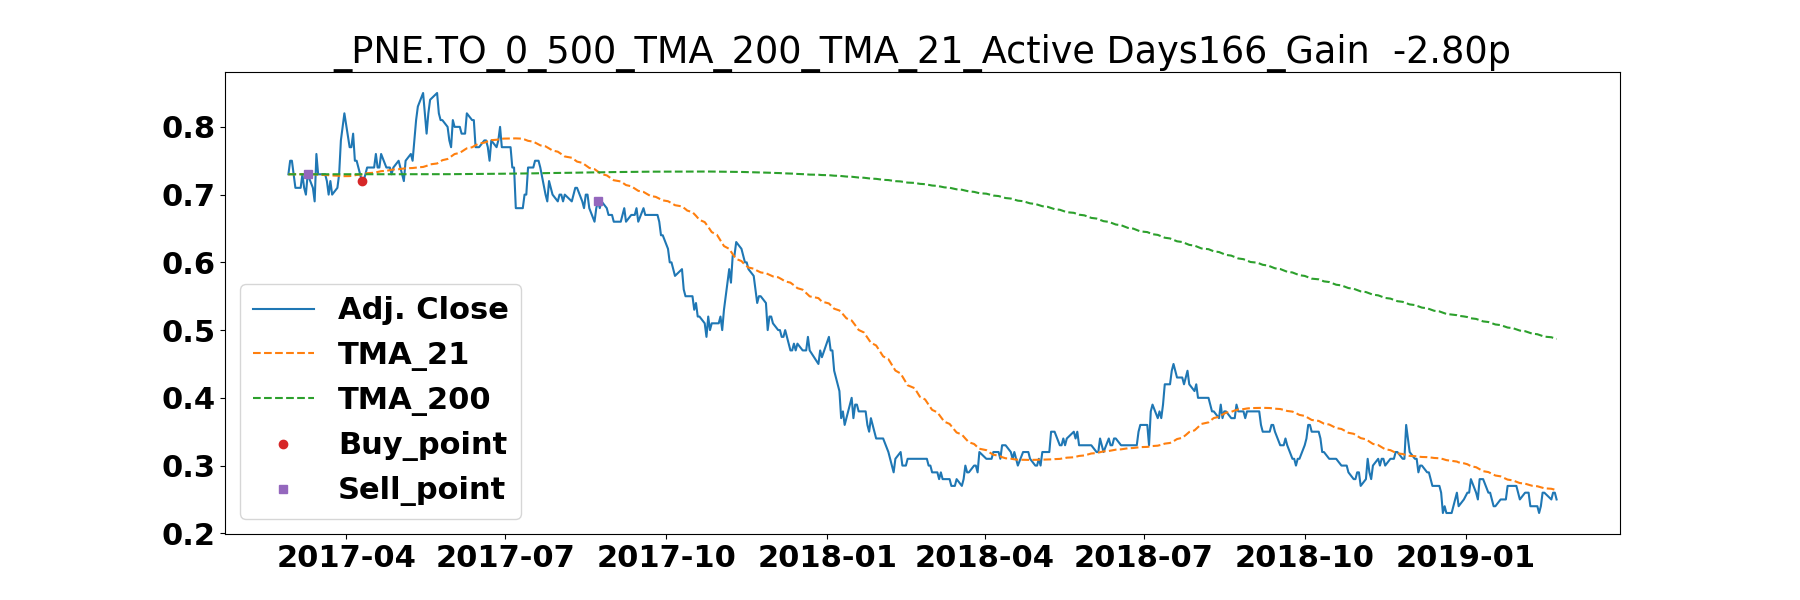 _PNE.TO_0_500_TMA_200_TMA_21_Active Days166_Gain  -2.80p
0.8
0.7
0.6
0.5
0.4
0.3
0.2
Adj. Close
TMA_21
TMA_200
Buy_point
Sell_point
2017-04 2017-07 2017-10 2018-01 2018-04 2018-07 2018-10 2019-01